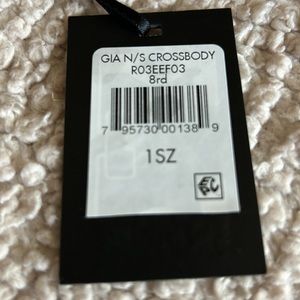 GIA N/S CROSSBODY
R03EEF03
8rd
7 95730 00138 9
1SZ